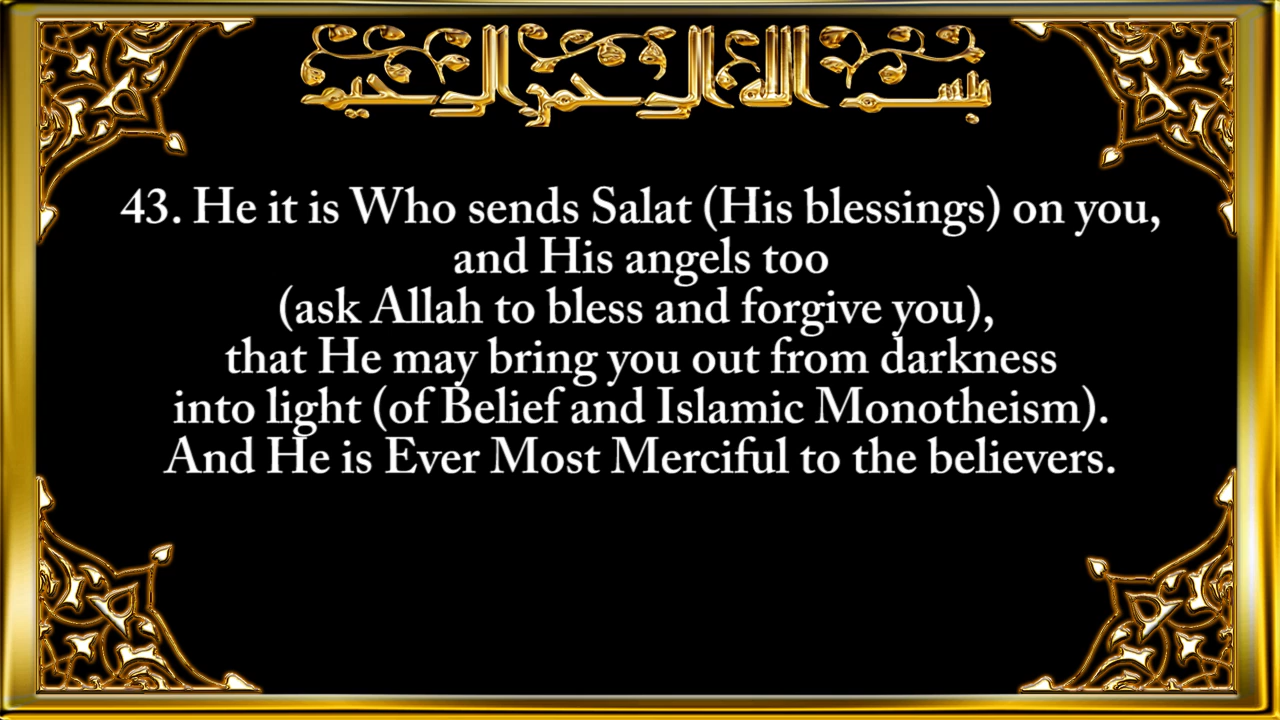 بسم الله الرحمن الرحيم
43. He it is Who sends Salat (His blessings) on you,
and His angels too
(ask Allah to bless and forgive you),
that He may bring you out from darkness
into light (of Belief and Islamic Monotheism).
And He is Ever Most Merciful to the believers.